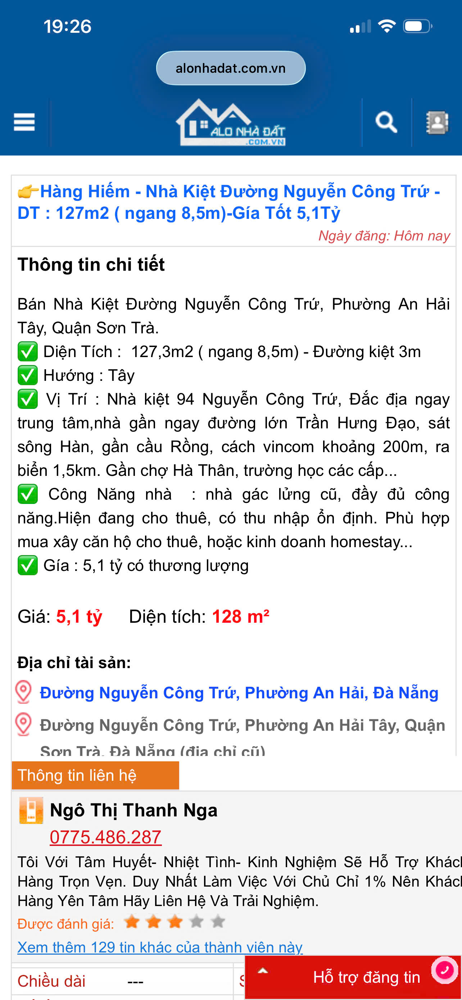 19:26
alonhadat.com.vn
ALO NHÀ ĐẤT
.COM.VN
👉Hàng Hiếm - Nhà Kiệt Đường Nguyễn Công Trứ -
DT : 127m2 ( ngang 8,5m)-Gía Tốt 5,1Tỷ
Ngày đăng: Hôm nay
Thông tin chi tiết
Bán Nhà Kiệt Đường Nguyễn Công Trứ, Phường An Hải
Tây, Quận Sơn Trà.
✅ Diện Tích : 127,3m2 ( ngang 8,5m) - Đường kiệt 3m
✅ Hướng : Tây
✅ Vị Trí : Nhà kiệt 94 Nguyễn Công Trứ, Đắc địa ngay
trung tâm,nhà gần ngay đường lớn Trần Hưng Đạo, sát
sông Hàn, gần cầu Rồng, cách vincom khoảng 200m, ra
biển 1,5km. Gần chợ Hà Thân, trường học các cấp...
✅ Công Năng nhà : nhà gác lửng cũ, đầy đủ công
năng.Hiện đang cho thuê, có thu nhập ổn định. Phù hợp
mua xây căn hộ cho thuê, hoặc kinh doanh homestay...
✅ Gía : 5,1 tỷ có thương lượng
Giá: 5,1 tỷ Diện tích: 128 m²
Địa chỉ tài sản:
Đường Nguyễn Công Trứ, Phường An Hải, Đà Nẵng
Đường Nguyễn Công Trứ, Phường An Hải Tây, Quận
Sơn Trà, Đà Nẵng (địa chỉ cũ)
Thông tin liên hệ
Ngô Thị Thanh Nga
0775.486.287
Tôi Với Tâm Huyết- Nhiệt Tình- Kinh Nghiệm Sẽ Hỗ Trợ Khách
Hàng Trọn Vẹn. Duy Nhất Làm Việc Với Chủ Chỉ 1% Nên Khách
Hàng Yên Tâm Hãy Liên Hệ Và Trải Nghiệm.
Được đánh giá:
Xem thêm 129 tin khác của thành viên này
Chiều dài ---
Hỗ trợ đăng tin